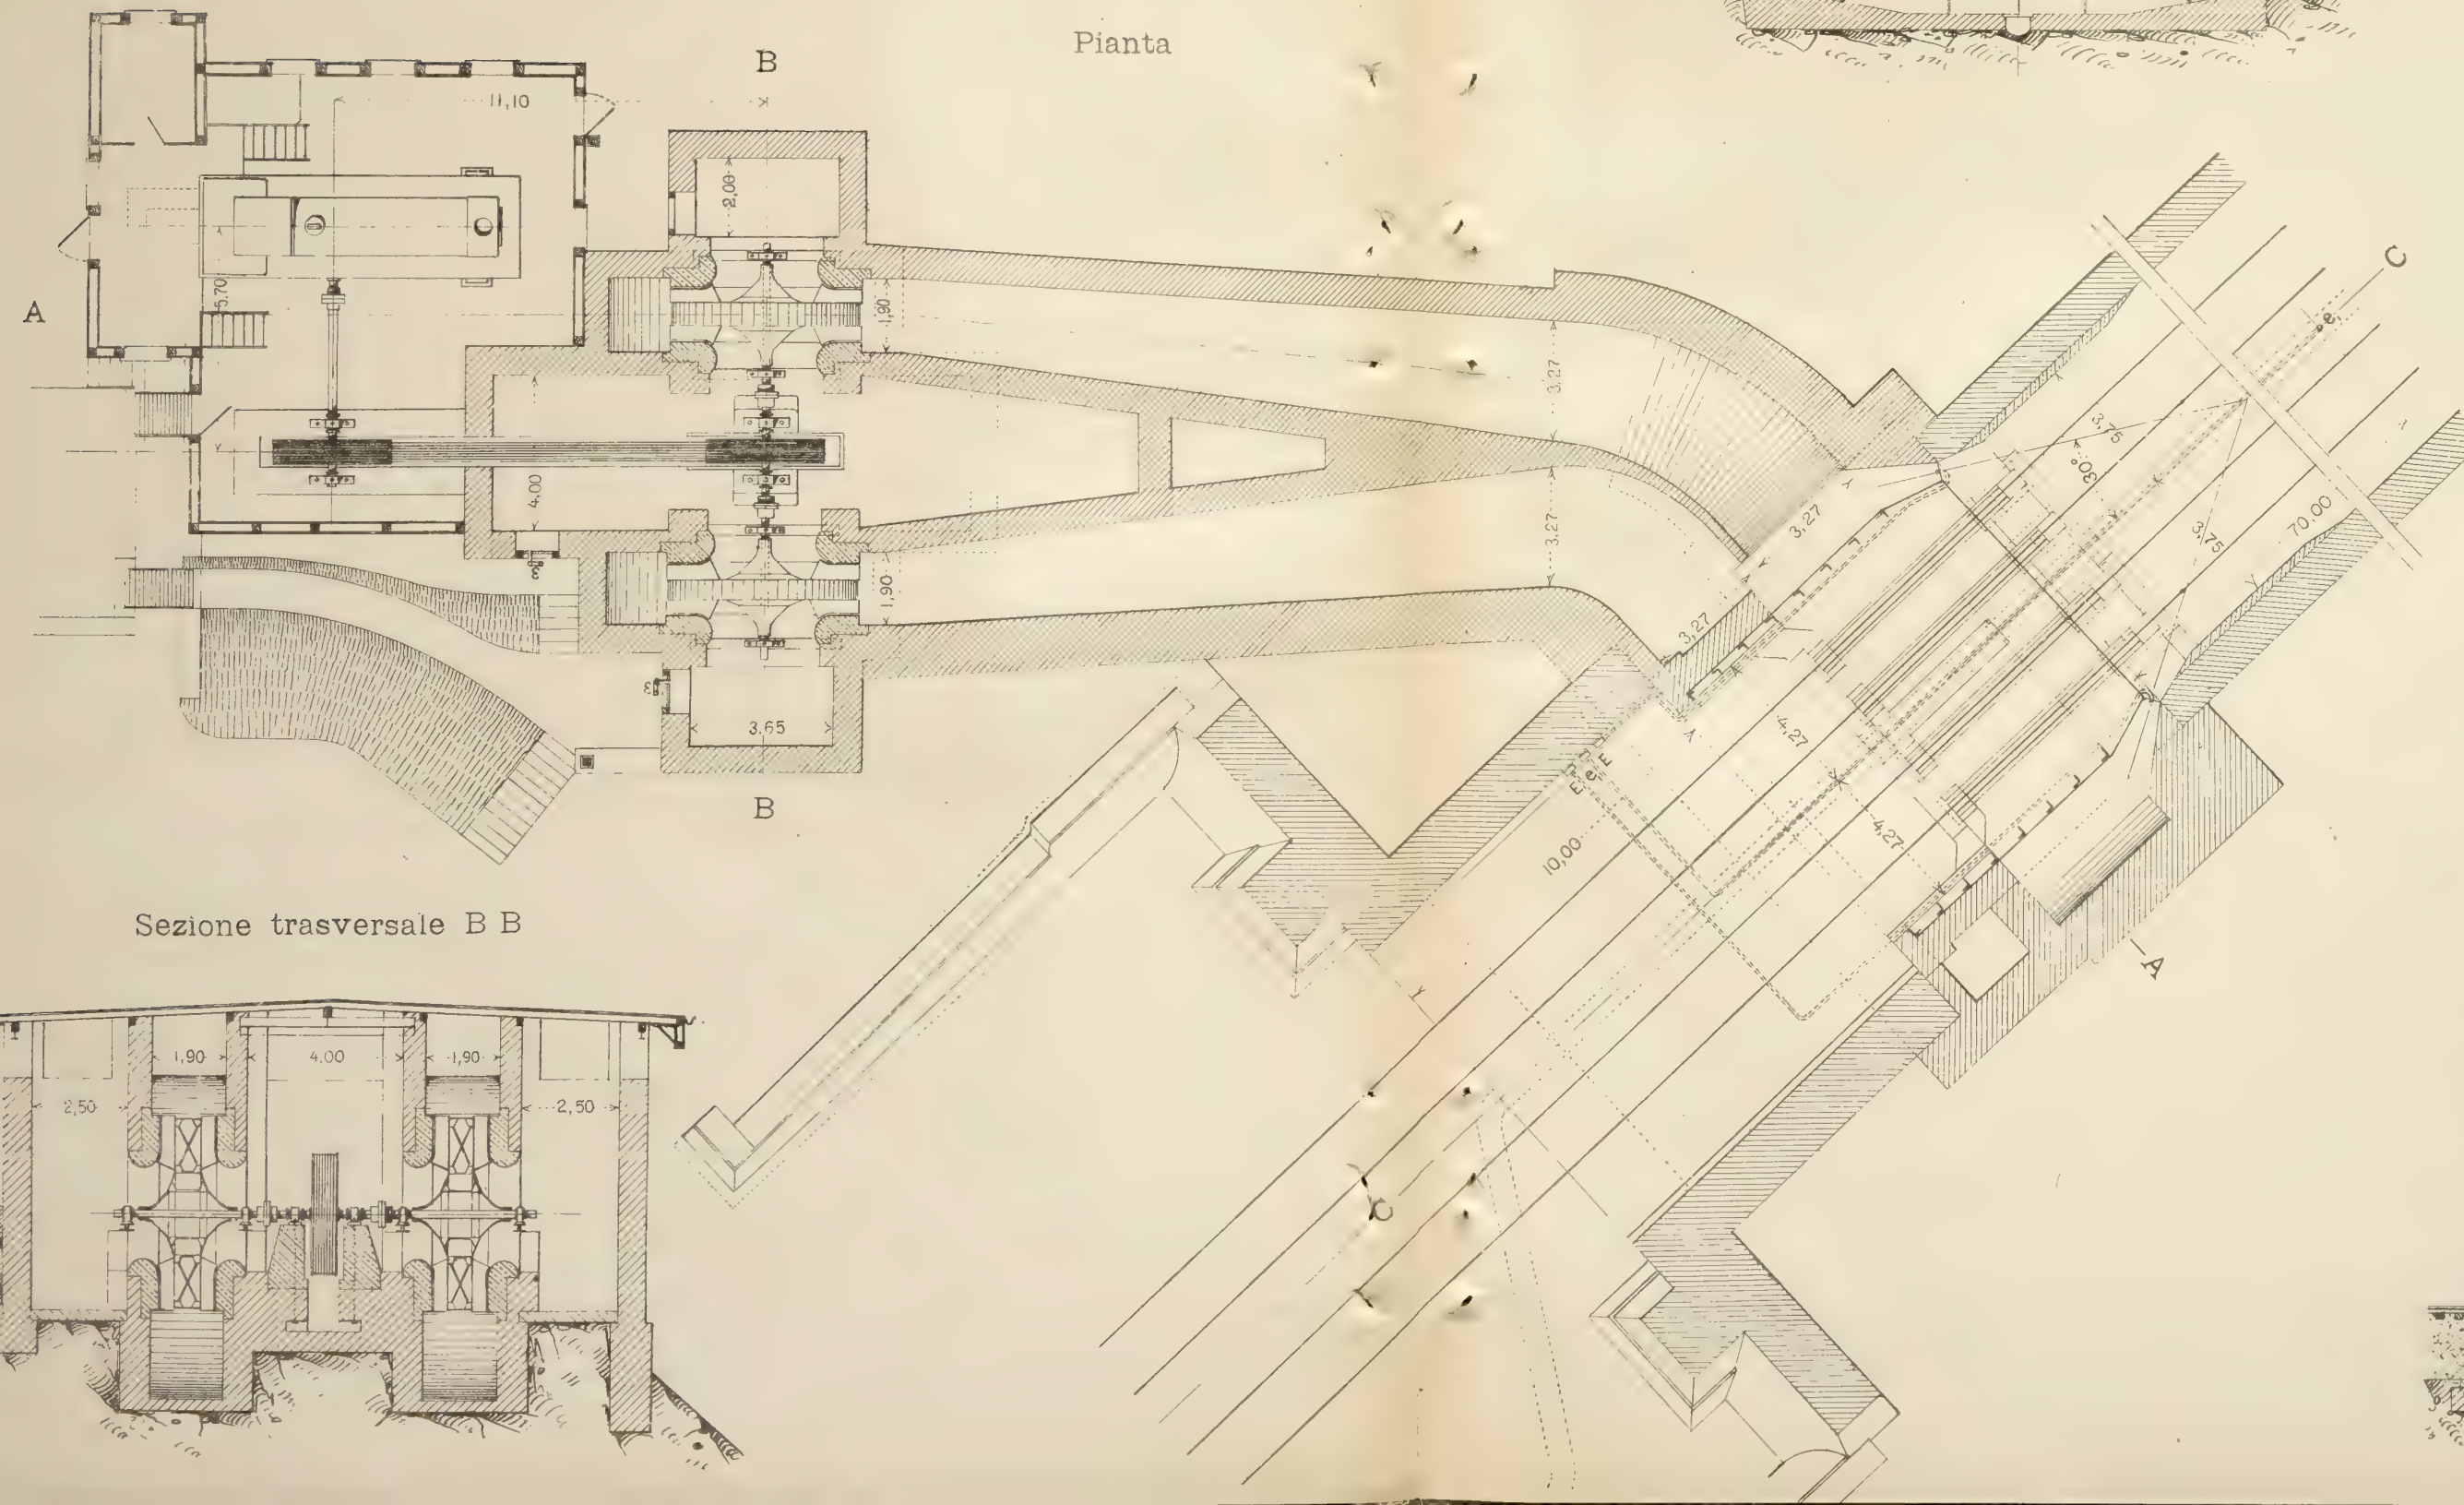 Pianta
B
11,10
2,00
A
5.70
1,90
3.27
C
e,
3,75
30°
3,75
70.00
4.00
3.27
3,27
1,90
3,27
3.65
4,27
E e, E
4,27
10,00
B
A
C
Sezione trasversale B B
1,90
4.00
1,90
2,50
2,50